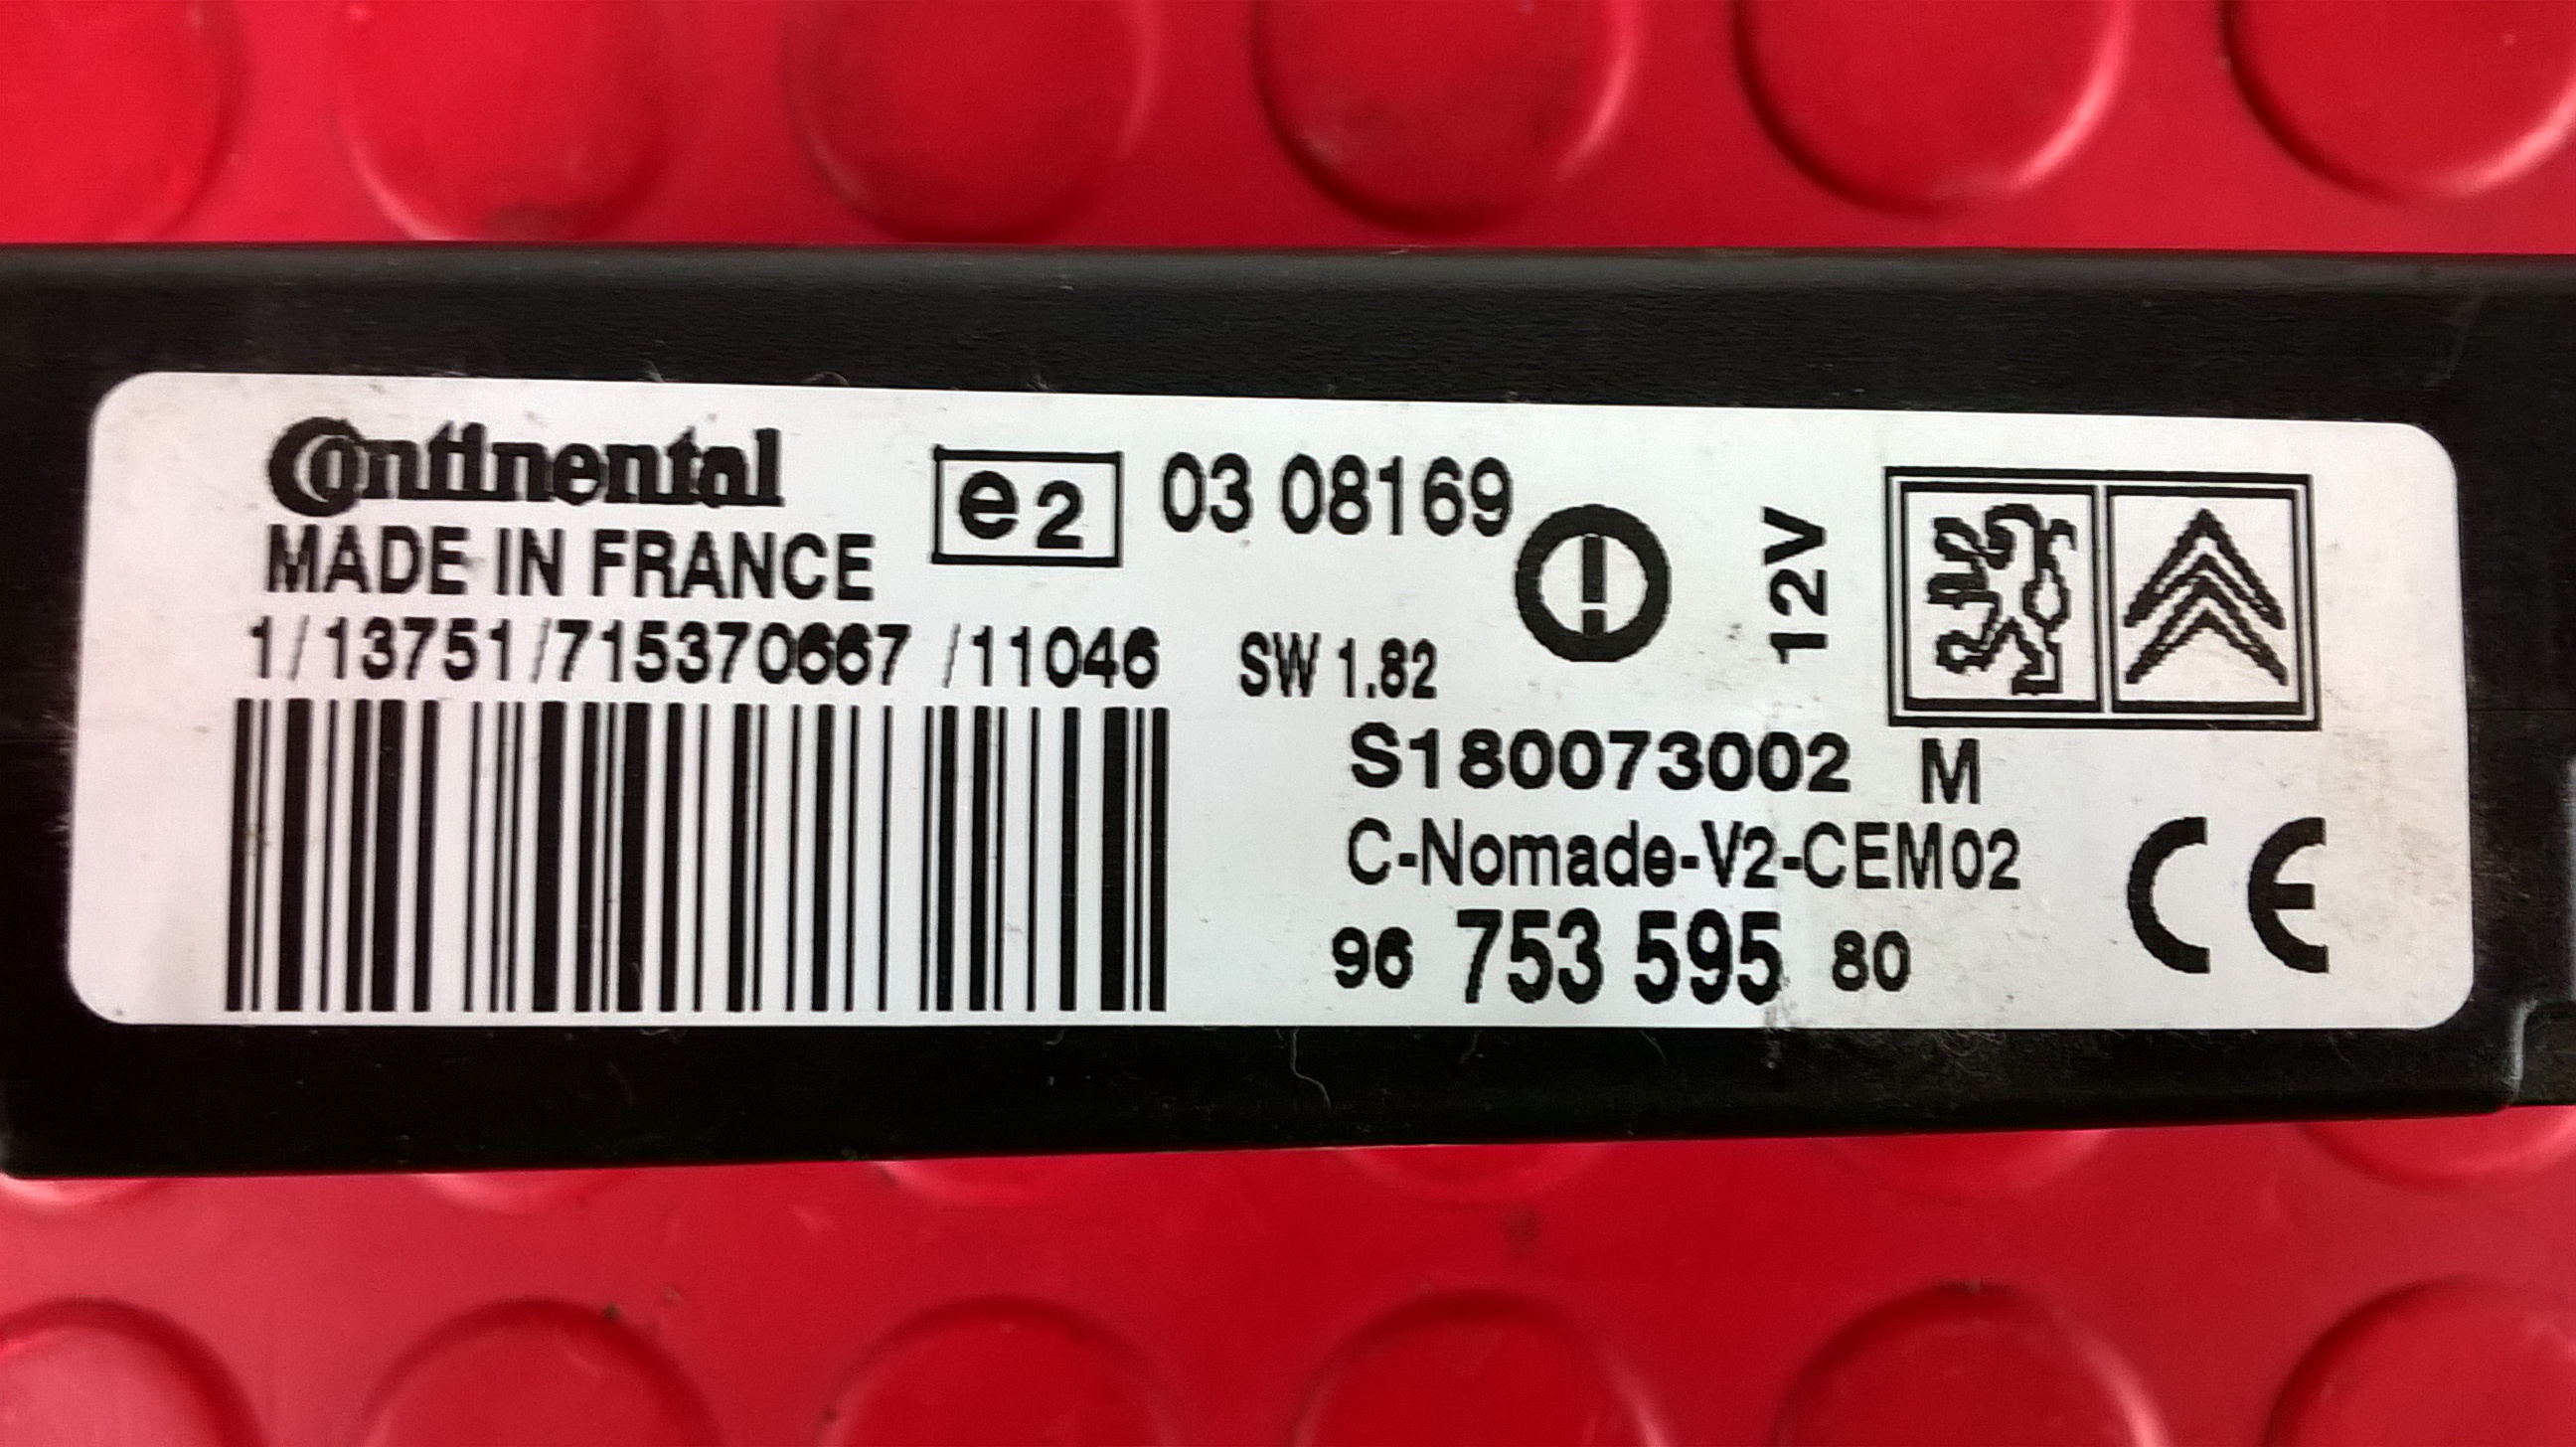 Continental
e2 03 08169
MADE IN FRANCE
12V
1/13751/715370667 /11046
SW 1.82
S180073002 M
C-Nomade-V2-CEM02
CE
96 753 595 80